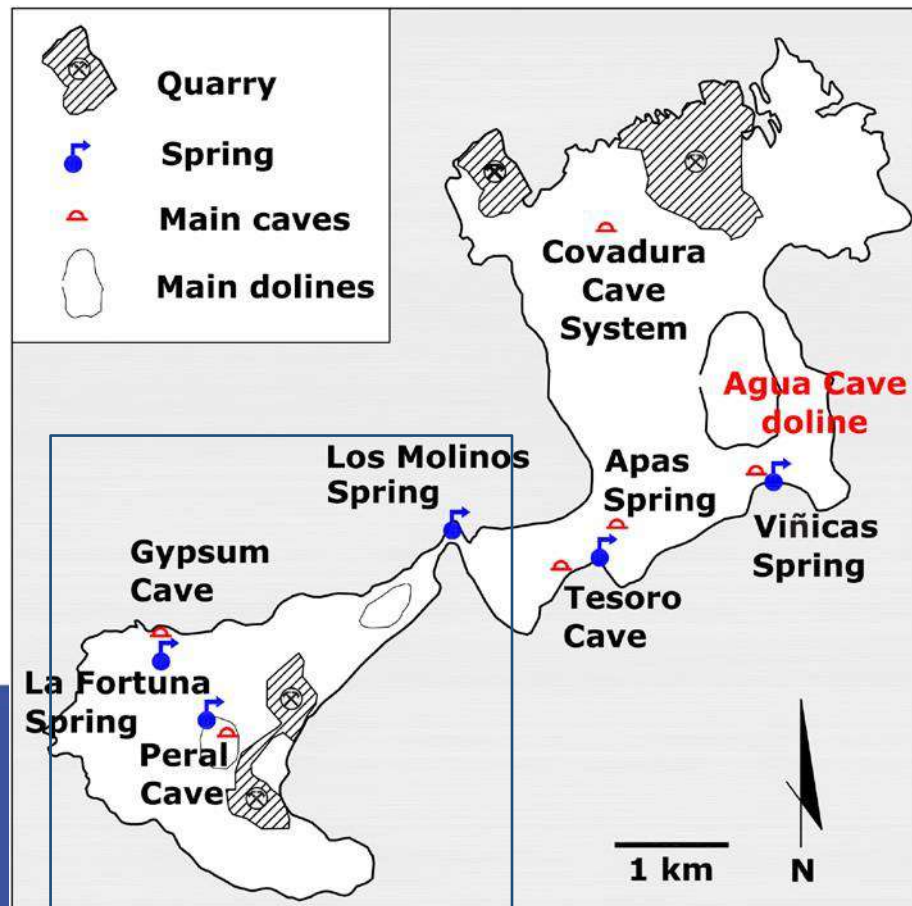 Quarry
Spring
Main caves
Main dolines
Covadura
Cave
System
Agua Cave
doline
Los Molinos
Spring
Apas
Spring
Viñicas
Spring
Gypsum
Cave
Tesoro
Cave
La Fortuna
Spring
Peral
Cave
1 km
N